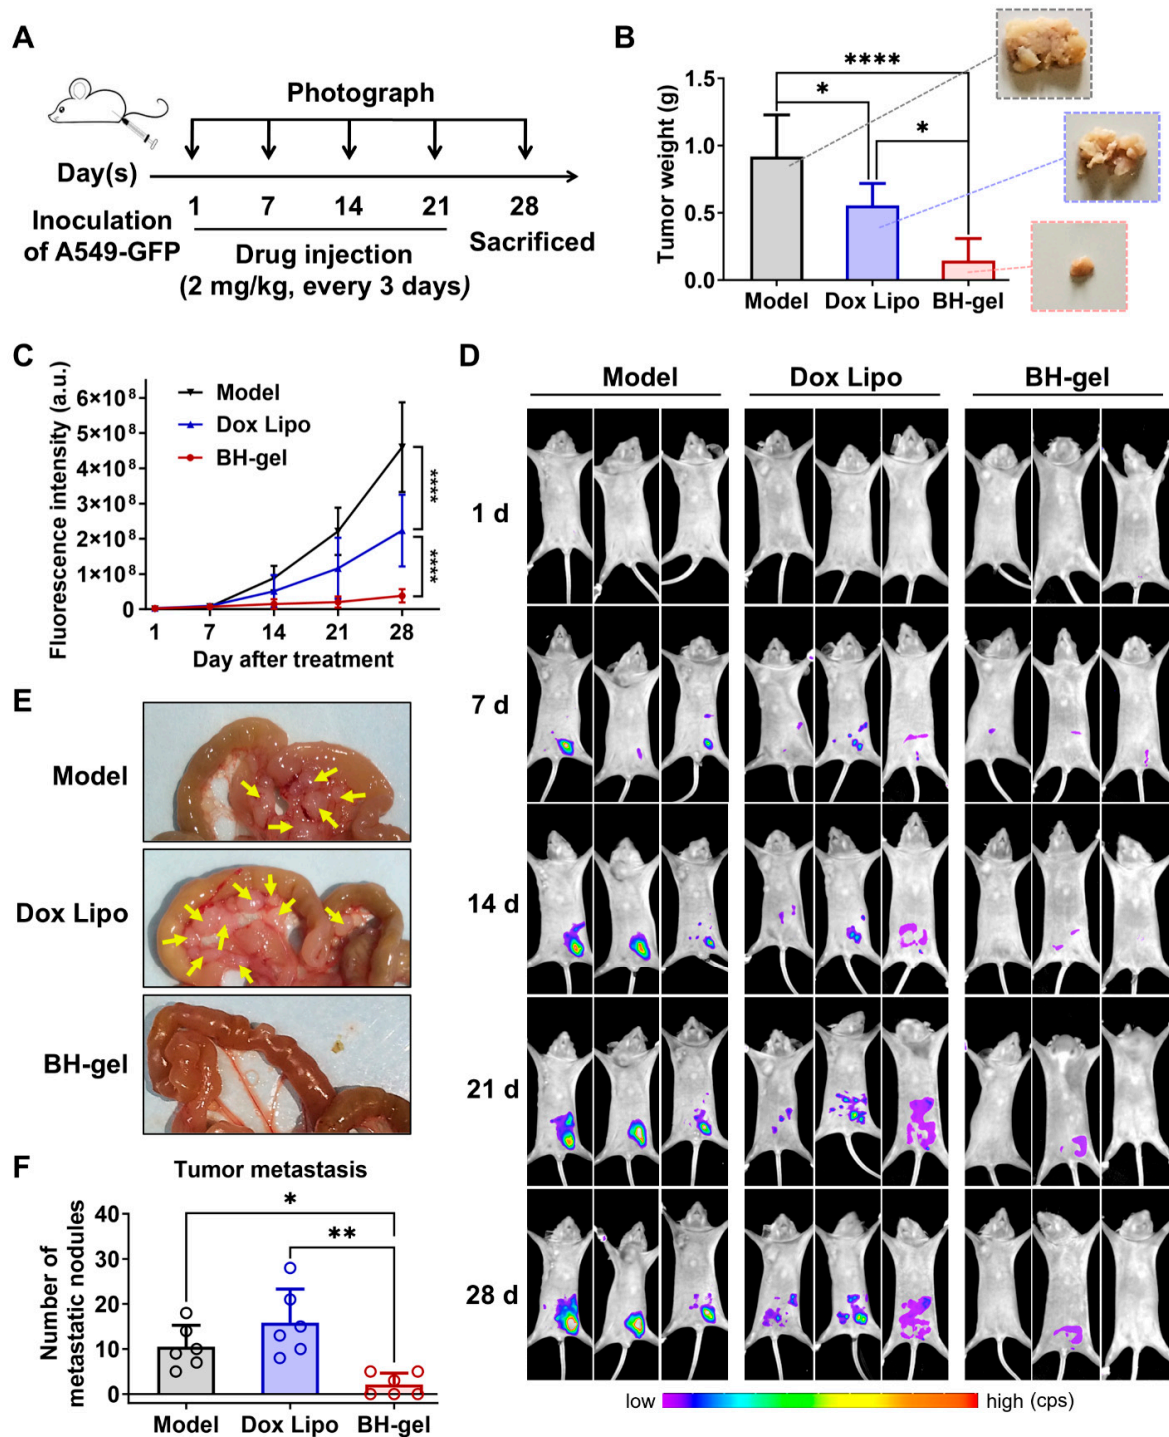 A
Photograph
Day(s)
1 7 14 21 28
Inoculation
of A549-GFP
Drug injection
(2 mg/kg, every 3 days)
Sacrificed
B
Tumor weight (g)
1.5
1.0
0.5
0.0
****
*
*
Model Dox Lipo BH-gel
C
Fluorescence intensity (a.u.)
6×10⁸
5×10⁸
4×10⁸
3×10⁸
2×10⁸
1×10⁸
0
Model
Dox Lipo
BH-gel
****
****
1 7 14 21 28
Day after treatment
D
Model Dox Lipo BH-gel
1 d
7 d
14 d
21 d
28 d
low high (cps)
E
Model
Dox Lipo
BH-gel
F
Tumor metastasis
Number of
metastatic nodules
40
30
20
10
0
*
**
Model Dox Lipo BH-gel